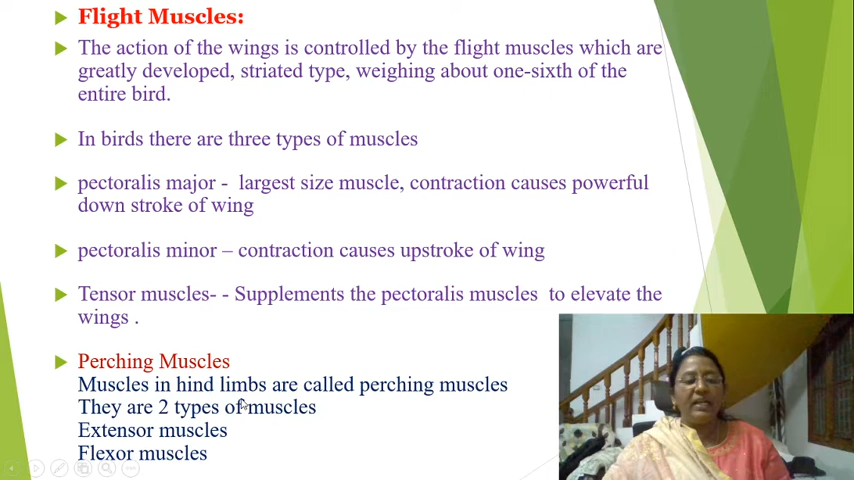 Flight Muscles:
The action of the wings is controlled by the flight muscles which are
greatly developed, striated type, weighing about one-sixth of the
entire bird.
In birds there are three types of muscles
pectoralis major - largest size muscle, contraction causes powerful
down stroke of wing
pectoralis minor – contraction causes upstroke of wing
Tensor muscles- - Supplements the pectoralis muscles to elevate the
wings .
Perching Muscles
Muscles in hind limbs are called perching muscles
They are 2 types of muscles
Extensor muscles
Flexor muscles